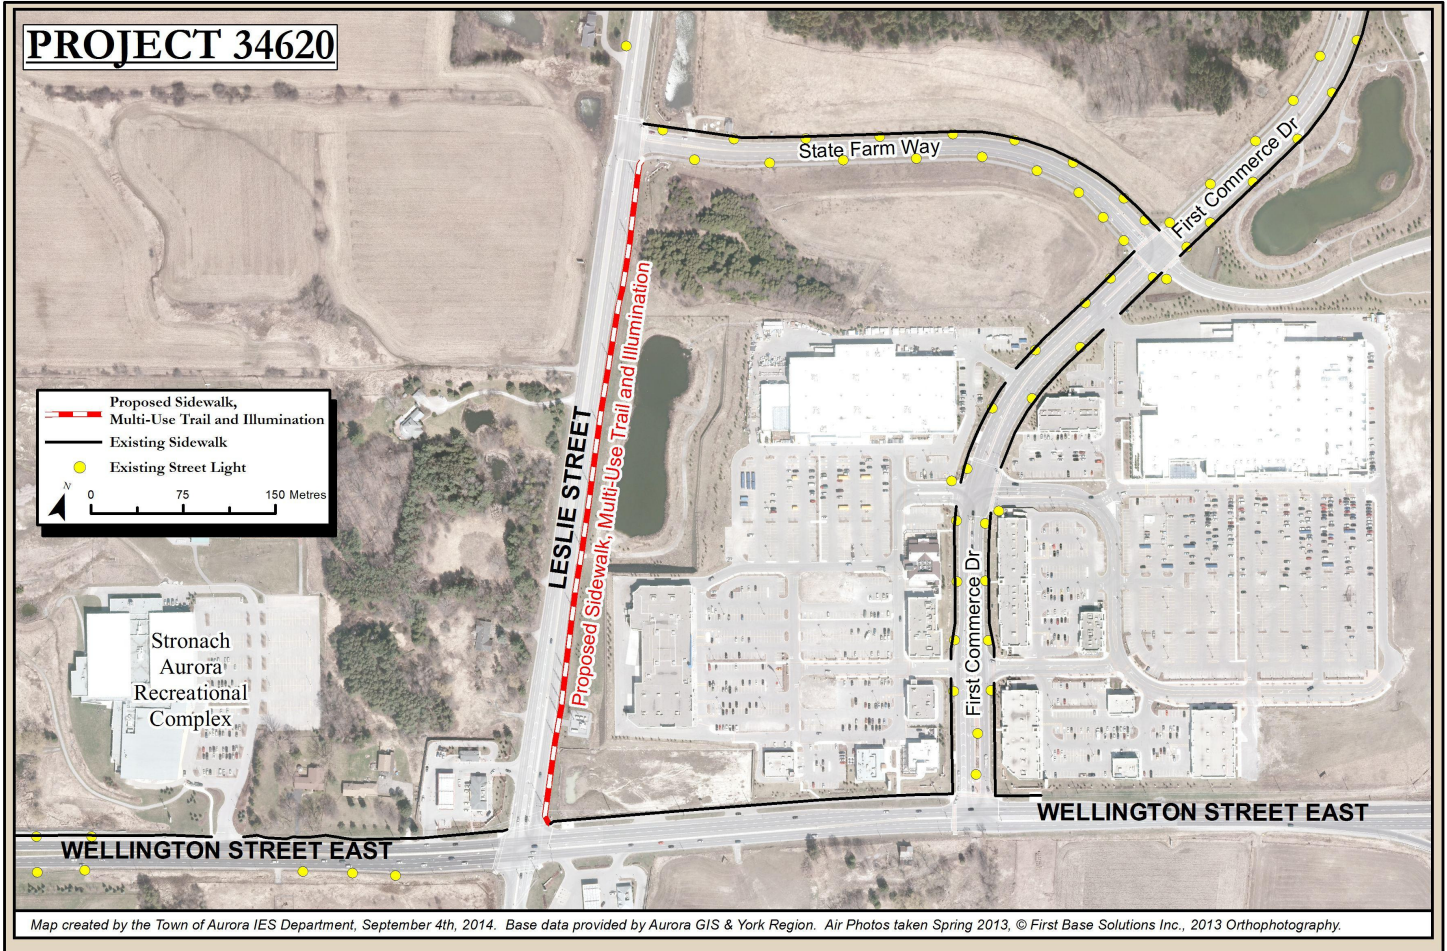 PROJECT 34620
State Farm Way
First Commerce Dr
Proposed Sidewalk, Multi-Use Trail and Illumination
LESLIE STREET
Proposed Sidewalk,
Multi-Use Trail and Illumination
Existing Sidewalk
Existing Street Light
N
0 75 150 Metres
Stronach
Aurora
Recreational
Complex
First Commerce Dr
First Commerce Dr
WELLINGTON STREET EAST
WELLINGTON STREET EAST
Map created by the Town of Aurora IES Department, September 4th, 2014. Base data provided by Aurora GIS & York Region. Air Photos taken Spring 2013, © First Base Solutions Inc., 2013 Orthophotography.